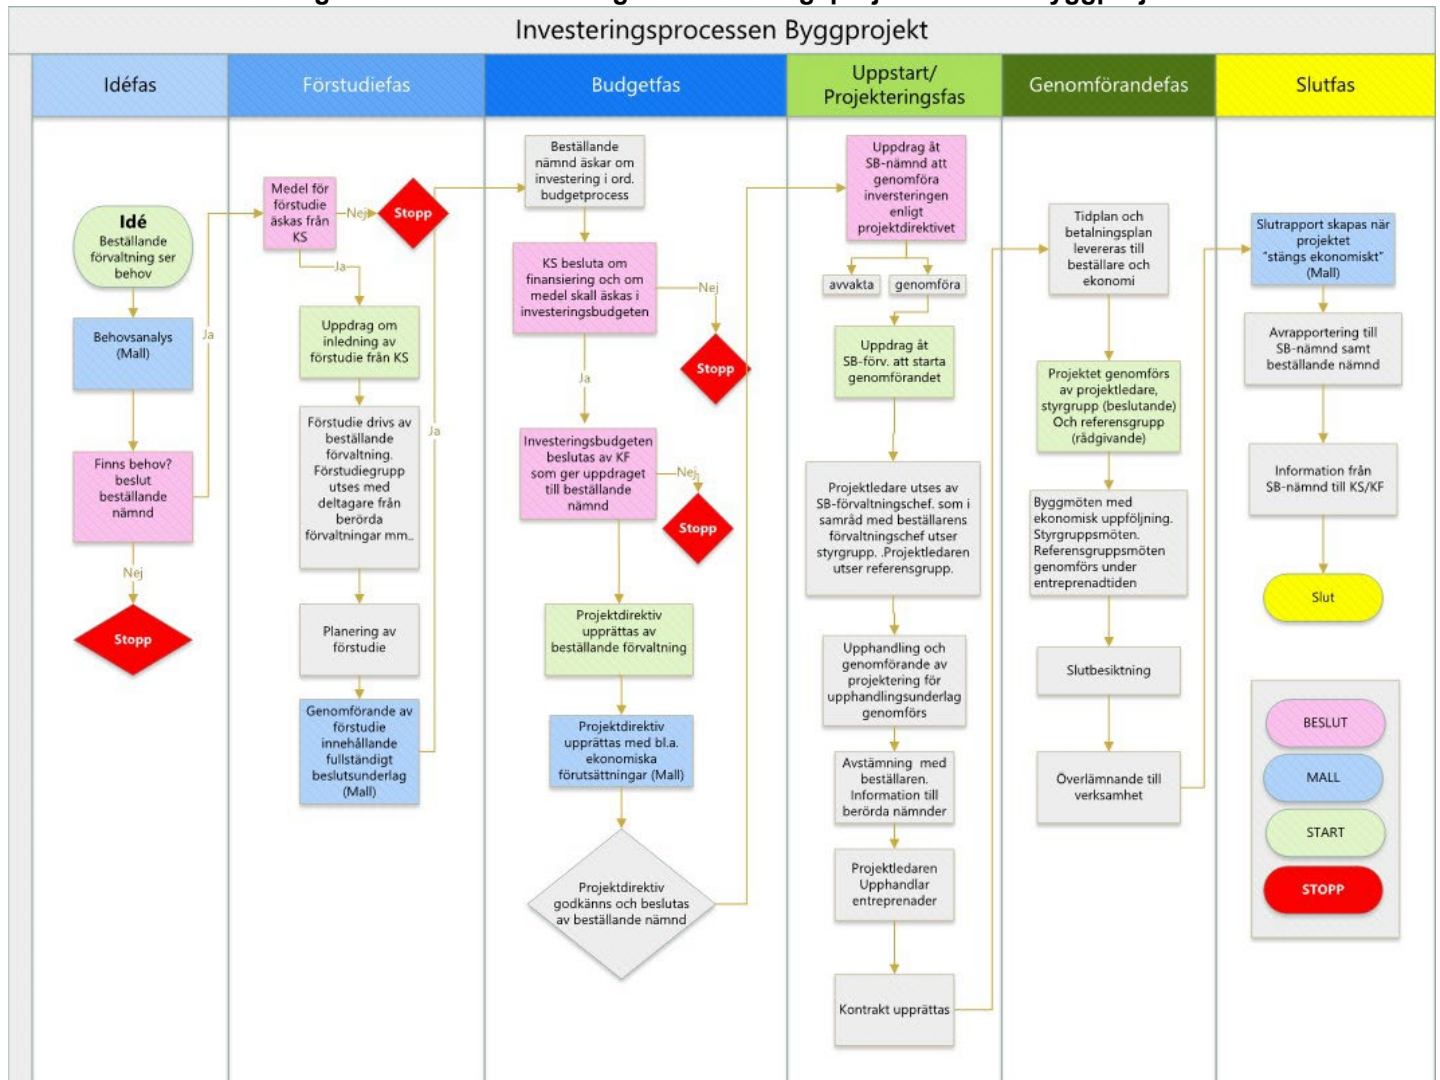 Investeringsprocessen Byggprojekt
Idéfas
Förstudiefas
Budgetfas
Uppstart/
Projekteringsfas
Genomförandefas
Slutfas
Idé
Beställande
förvaltning ser
behov
Behovsanalys
(Mall)
Finns behov?
beslut
beställande
nämnd
Ja
Nej
Stopp
Medel för
förstudie
äskas från
KS
Nej
Stopp
Ja
Uppdrag om
inledning av
förstudie från KS
Förstudie drivs av
beställande
förvaltning.
Förstudiegrupp
utses med
deltagare från
berörda
förvaltningar mm..
Planering av
förstudie
Genomförande av
förstudie
innehållande
fullständigt
beslutsunderlag
(Mall)
Ja
Beställande
nämnd äskar om
investering i ord.
budgetprocess
KS besluta om
finansiering och om
medel skall äskas i
investeringsbudgeten
Nej
Stopp
Ja
Investeringsbudgeten
beslutas av KF
som ger uppdraget
till beställande
nämnd
Nej
Stopp
Projektdirektiv
upprättas av
beställande förvaltning
Projektdirektiv
upprättas med bl.a.
ekonomiska
förutsättningar (Mall)
Projektdirektiv
godkänns och beslutas
av beställande nämnd
Uppdrag åt
SB-nämnd att
genomföra
inversteringen
enligt
projektdirektivet
avvakta
genomföra
Uppdrag åt
SB-förv. att starta
genomförandet
Projektledare utses av
SB-förvaltningschef. som i
samråd med beställarens
förvaltningschef utser
styrgrupp. .Projektledaren
utser referensgrupp.
Upphandling och
genomförande av
projektering för
upphandlingsunderlag
genomförs
Avstämning med
beställaren.
Information till
berörda nämnder
Projektledaren
Upphandlar
entreprenader
Kontrakt upprättas
Tidplan och
betalningsplan
levereras till
beställare och
ekonomi
Projektet genomförs
av projektledare,
styrgrupp (beslutande)
Och referensgrupp
(rådgivande)
Byggmöten med
ekonomisk uppföljning.
Styrgruppsmöten.
Referensgruppsmöten
genomförs under
entreprenadtiden
Slutbesiktning
Överlämnande till
verksamhet
Slutrapport skapas när
projektet
"stängs ekonomiskt"
(Mall)
Avrapportering till
SB-nämnd samt
beställande nämnd
Information från
SB-nämnd till KS/KF
Slut
BESLUT
MALL
START
STOPP